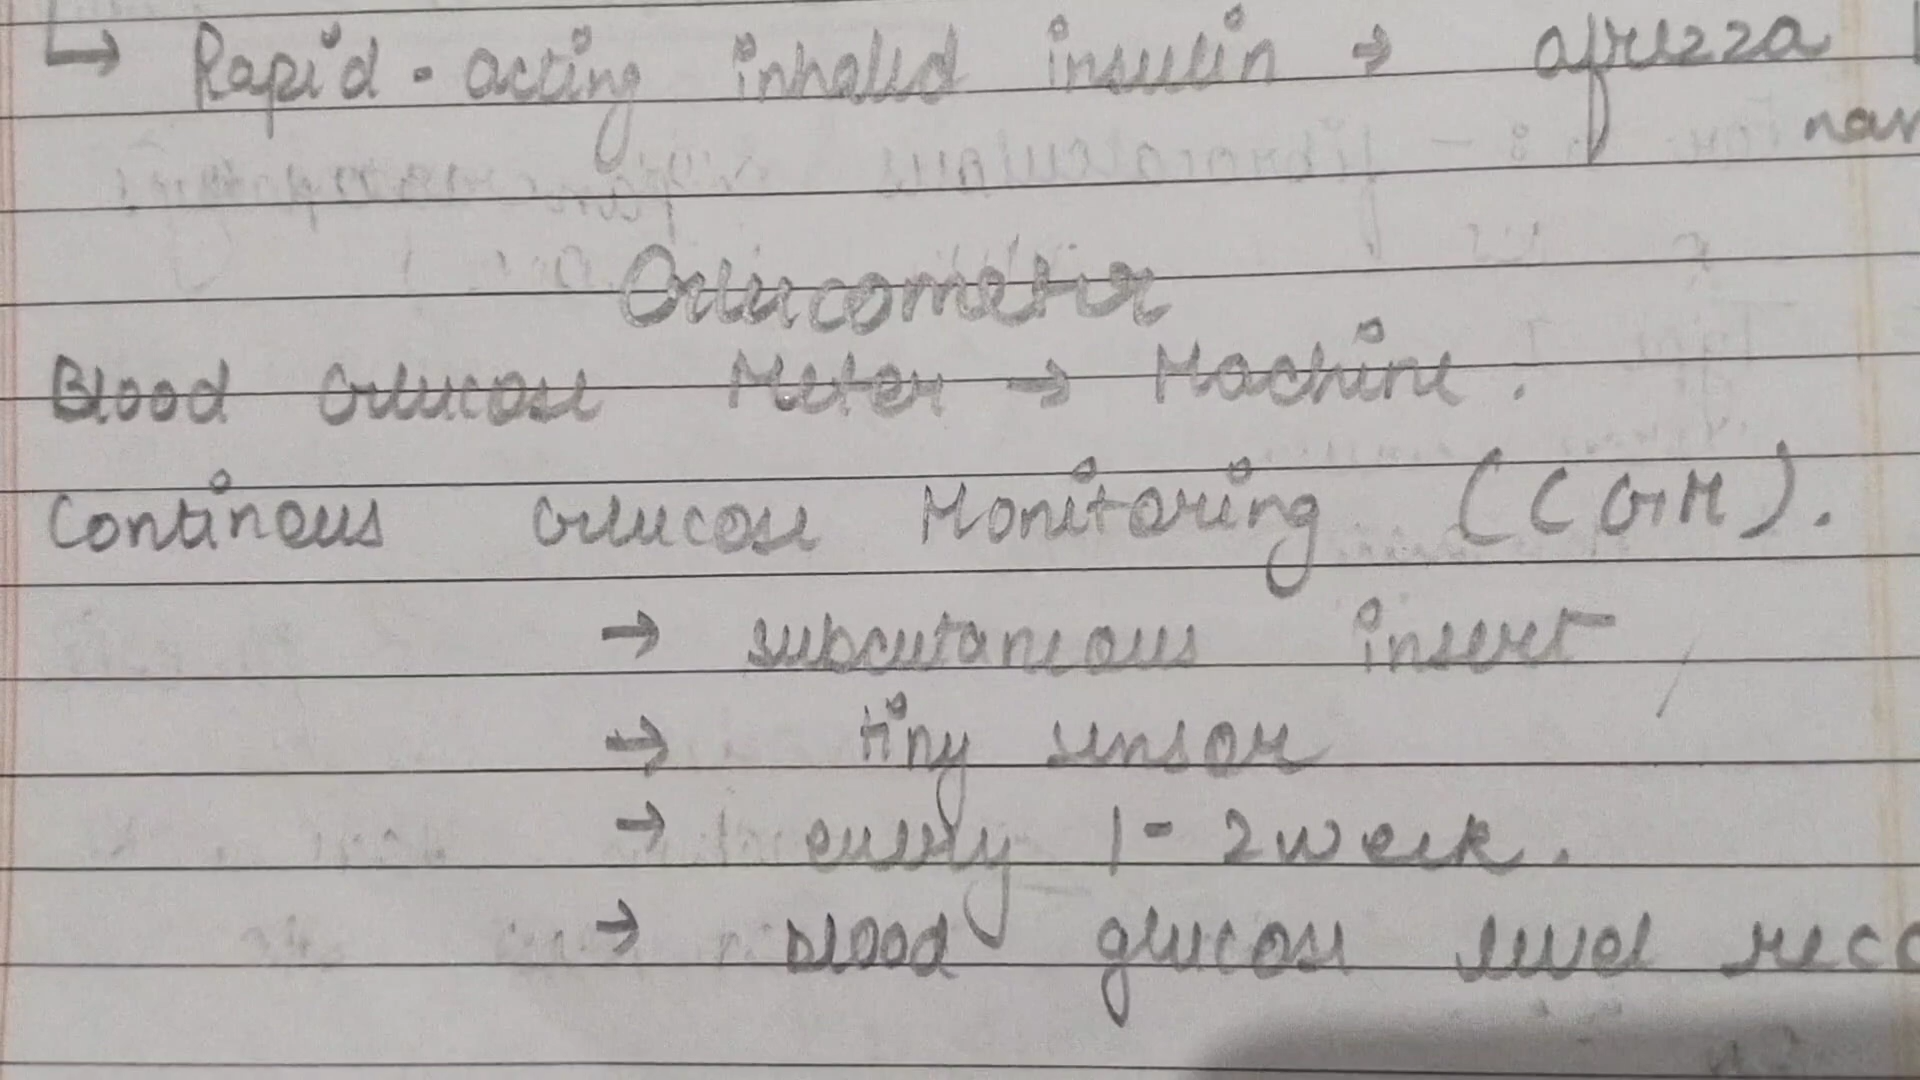 ↳ Rapid-acting inhaled insulin → afrezza
Glucometer
Blood Glucose Meter → Machine.
Continous Glucose Monitoring (CGM).
→ subcutaneous insert
→ tiny sensor
→ every 1-2 week.
→ blood glucose level